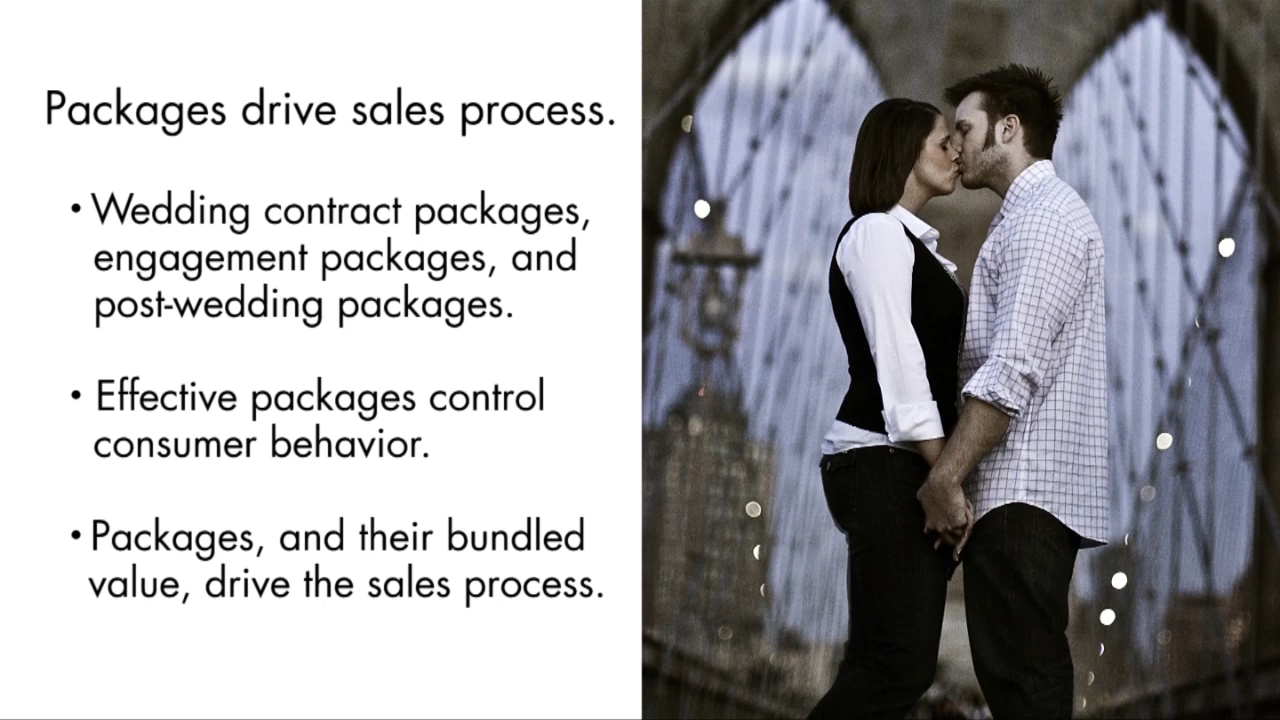 Packages drive sales process.
• Wedding contract packages,
engagement packages, and
post-wedding packages.
• Effective packages control
consumer behavior.
• Packages, and their bundled
value, drive the sales process.